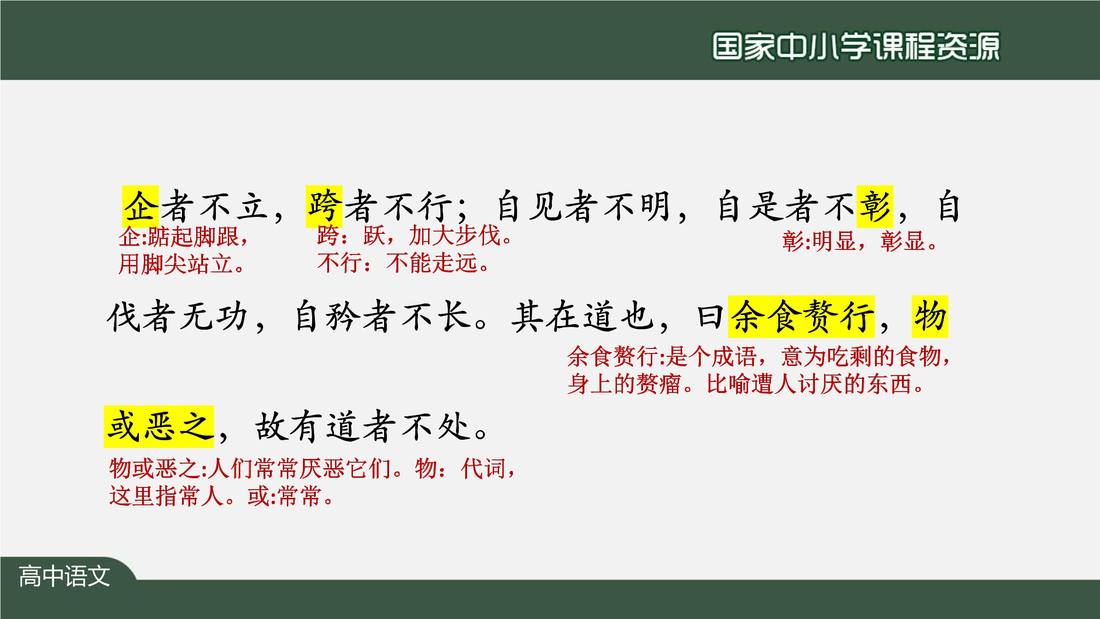 国家中小学课程资源
企者不立，跨者不行；自见者不明，自是者不彰，自
企:踮起脚跟，
用脚尖站立。
跨：跃，加大步伐。
不行：不能走远。
彰:明显，彰显。
伐者无功，自矜者不长。其在道也，曰余食赘行，物
余食赘行:是个成语，意为吃剩的食物，
身上的赘瘤。比喻遭人讨厌的东西。
或恶之，故有道者不处。
物或恶之:人们常常厌恶它们。物：代词，
这里指常人。或:常常。
高中语文